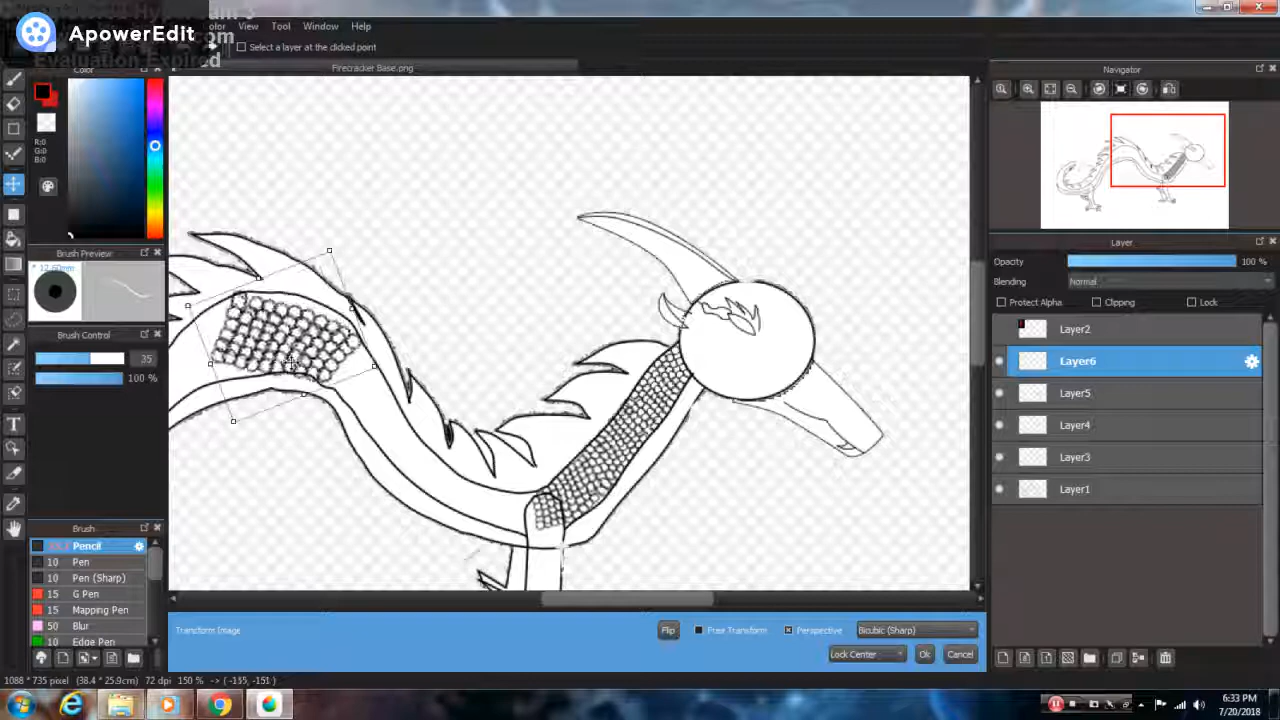 ApowerEdit
Evaluation Expired
View Tool Window Help
Select a layer at the clicked point
Color
Firecracker Base.png
Navigator
R:0
G:0
B:0
Brush Preview
* 12.60mm
Brush Control
35
100 %
Brush
Pencil
10 Pen
10 Pen (Sharp)
15 G Pen
15 Mapping Pen
50 Blur
10 Edge Pen
Layer
Opacity 100 %
Blending Normal
Protect Alpha Clipping Lock
Layer2
Layer6
Layer5
Layer4
Layer3
Layer1
Transform Image
Flip Free Transform Perspective Bicubic (Sharp)
Lock Center Ok Cancel
1088 * 735 pixel (38.4 * 25.9cm) 72 dpi 150 % -> ( -135, -151 )
6:33 PM
7/20/2018